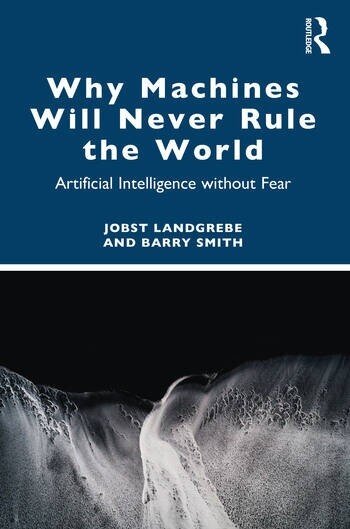 ROUTLEDGE
Why Machines
Will Never Rule
the World
Artificial Intelligence without Fear
JOBST LANDGREBE
AND BARRY SMITH